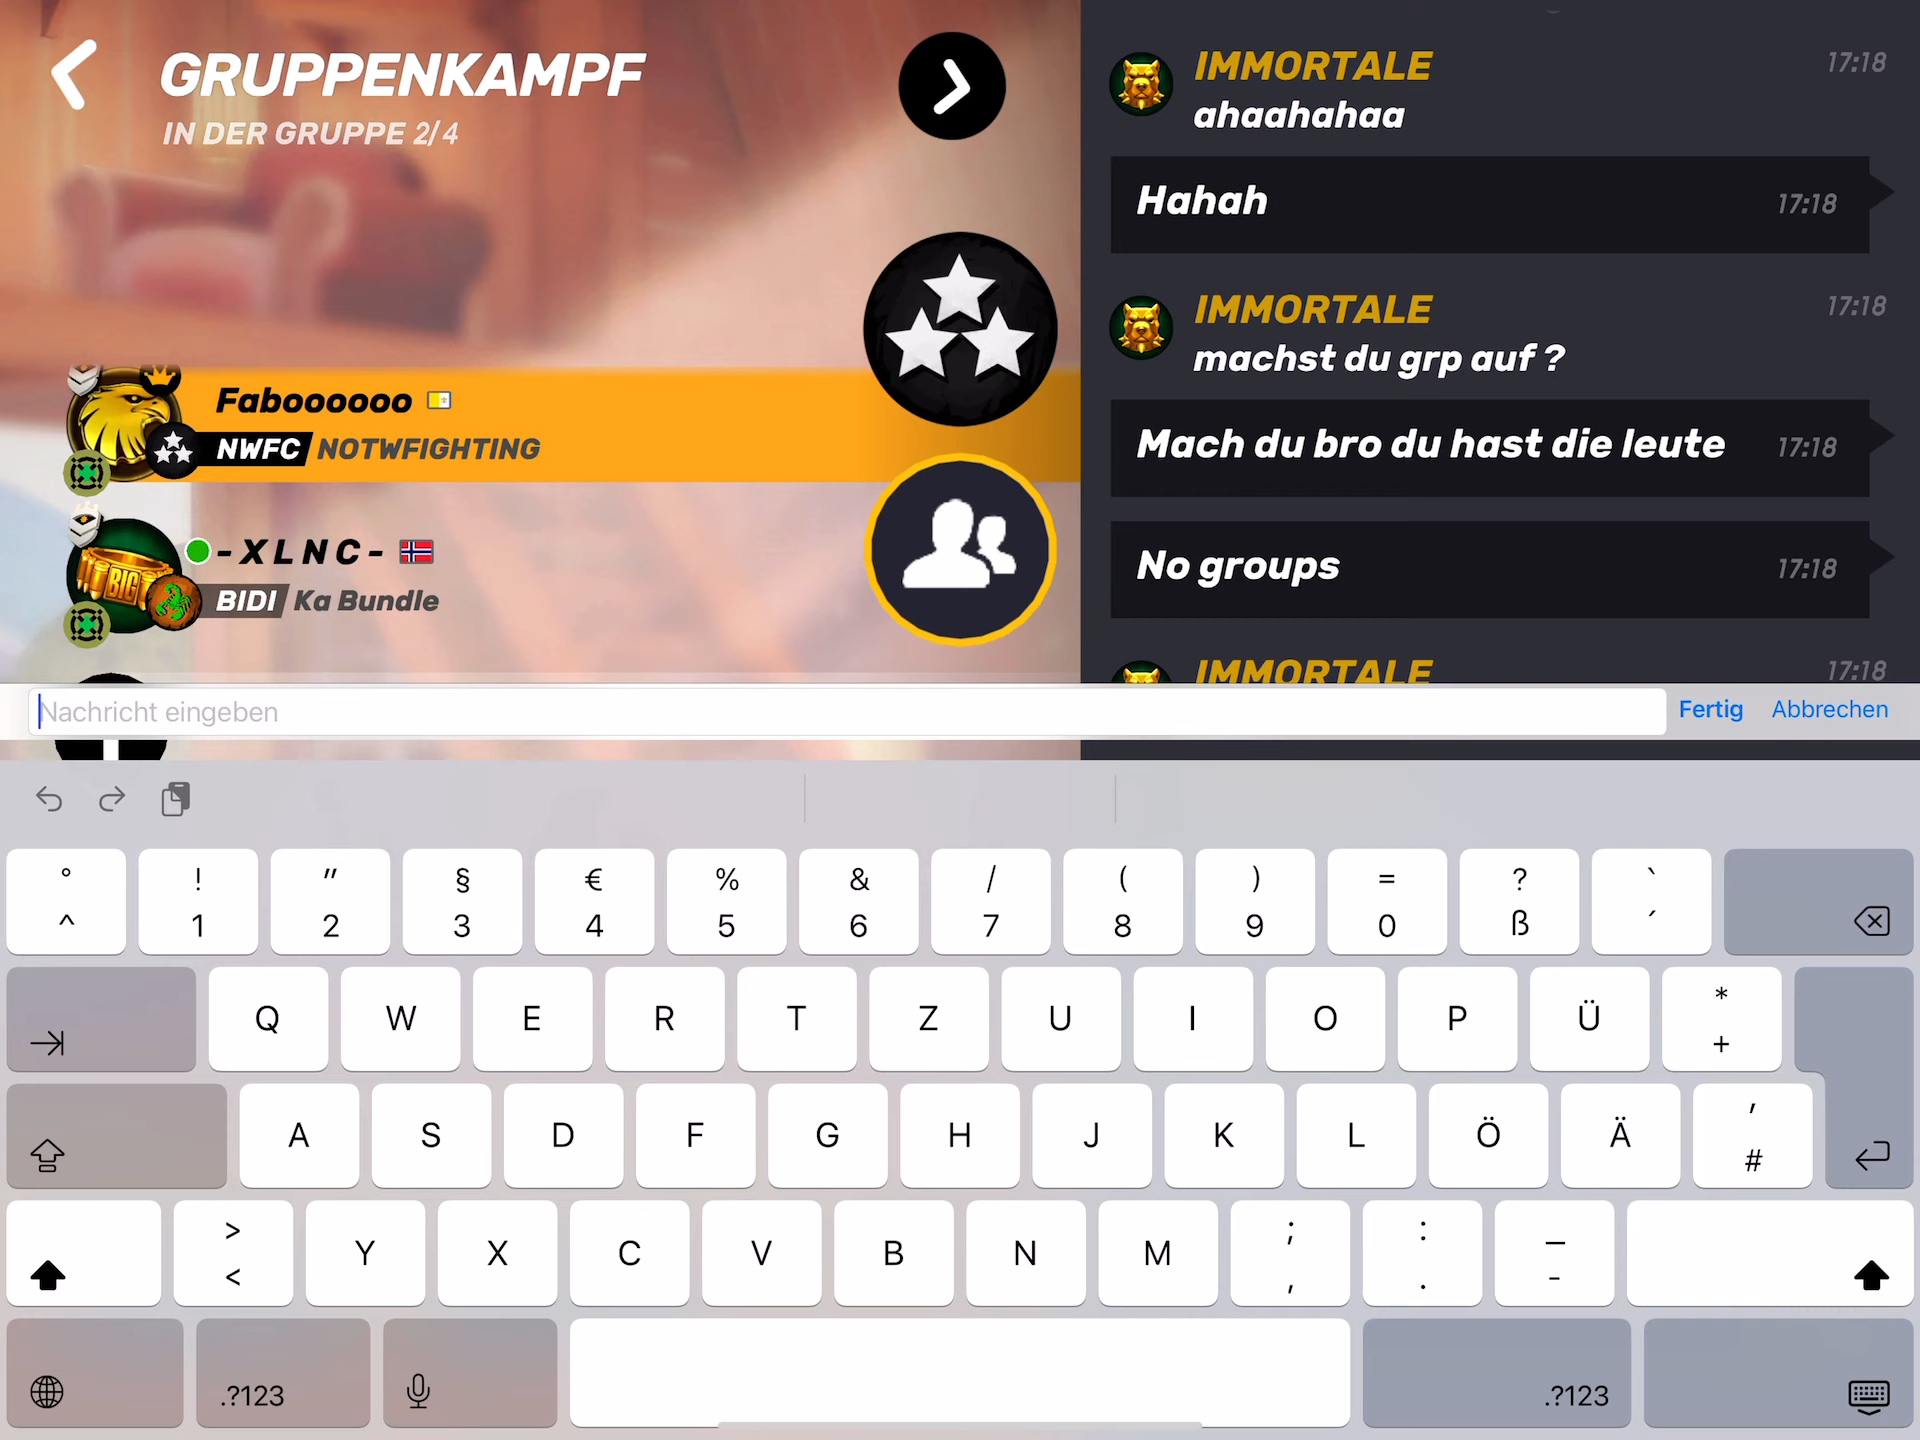 GRUPPENKAMPF
IN DER GRUPPE 2/4
Faboooooo
NWFC NOTWFIGHTING
BIG
-XLNC-
BIDI Ka Bundle
IMMORTALE 17:18
ahaahahaa
Hahah 17:18
IMMORTALE 17:18
machst du grp auf ?
Mach du bro du hast die leute 17:18
No groups 17:18
IMMORTALE 17:18
Nachricht eingeben Fertig Abbrechen
° ! " § € % & / ( ) = ? `
^ 1 2 3 4 5 6 7 8 9 0 ß ´
Q W E R T Z U I O P Ü * +
A S D F G H J K L Ö Ä ' #
> < Y X C V B N M ; , : . _ -
.?123 .?123